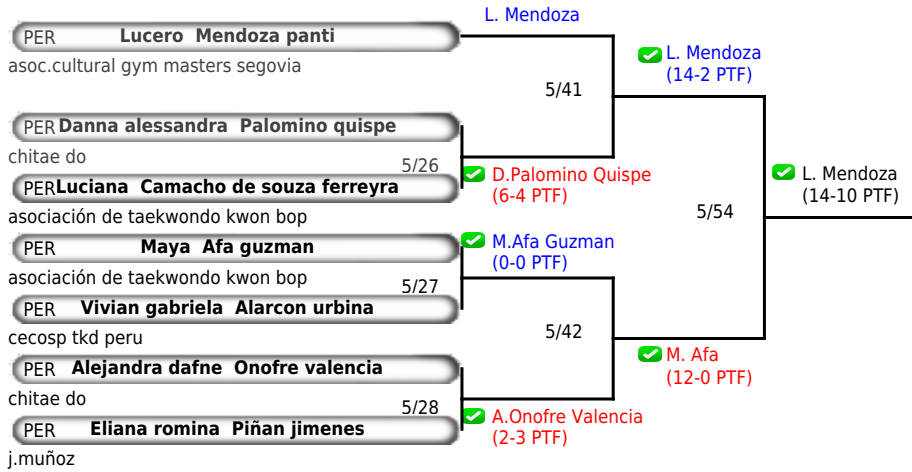 L. Mendoza
PER Lucero Mendoza panti
asoc.cultural gym masters segovia
L. Mendoza
(14-2 PTF)
5/41
PER Danna alessandra Palomino quispe
chitae do
5/26
D.Palomino Quispe
(6-4 PTF)
PER Luciana Camacho de souza ferreyra
asociación de taekwondo kwon bop
L. Mendoza
(14-10 PTF)
5/54
PER Maya Afa guzman
asociación de taekwondo kwon bop
M.Afa Guzman
(0-0 PTF)
5/27
PER Vivian gabriela Alarcon urbina
cecosp tkd peru
5/42
M. Afa
(12-0 PTF)
PER Alejandra dafne Onofre valencia
chitae do
5/28
A.Onofre Valencia
(2-3 PTF)
PER Eliana romina Piñan jimenes
j.muñoz